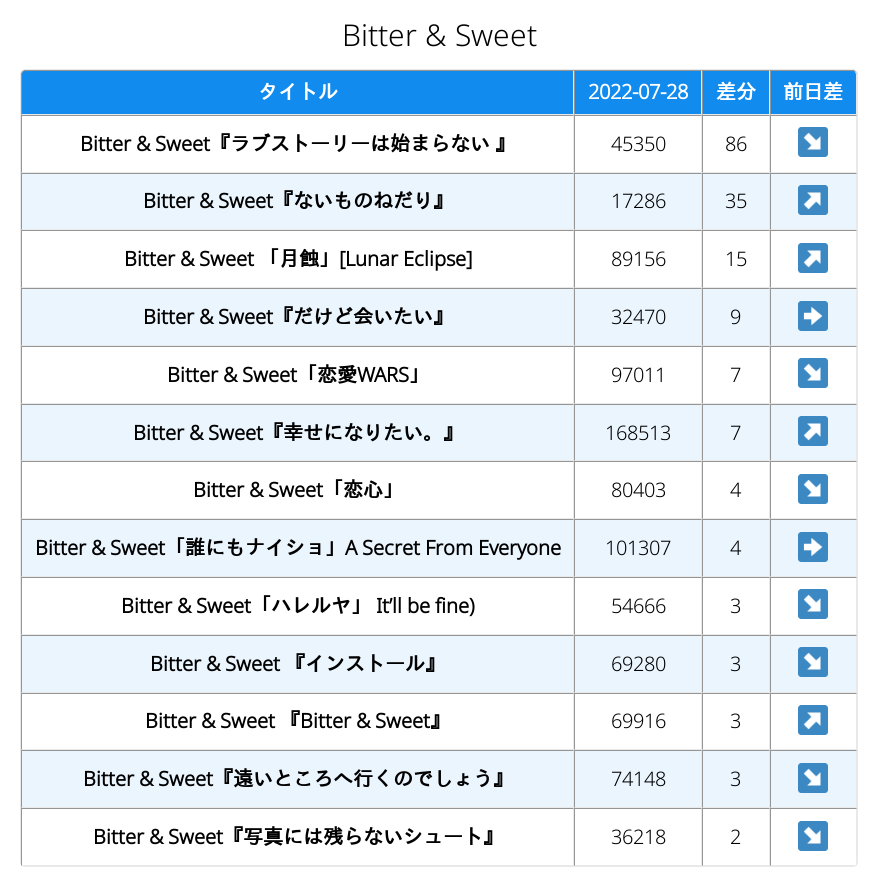 Bitter & Sweet
タイトル 2022-07-28 差分 前日差
Bitter & Sweet『ラブストーリーは始まらない 』 45350 86 ↘
Bitter & Sweet『ないものねだり』 17286 35 ↗
Bitter & Sweet 「月蝕」[Lunar Eclipse] 89156 15 ↗
Bitter & Sweet『だけど会いたい』 32470 9 ➡
Bitter & Sweet「恋愛WARS」 97011 7 ↘
Bitter & Sweet『幸せになりたい。』 168513 7 ↗
Bitter & Sweet「恋心」 80403 4 ↘
Bitter & Sweet「誰にもナイショ」A Secret From Everyone 101307 4 ➡
Bitter & Sweet「ハレルヤ」 It'll be fine) 54666 3 ↘
Bitter & Sweet 『インストール』 69280 3 ↘
Bitter & Sweet 『Bitter & Sweet』 69916 3 ↗
Bitter & Sweet『遠いところへ行くのでしょう』 74148 3 ↘
Bitter & Sweet『写真には残らないシュート』 36218 2 ↘